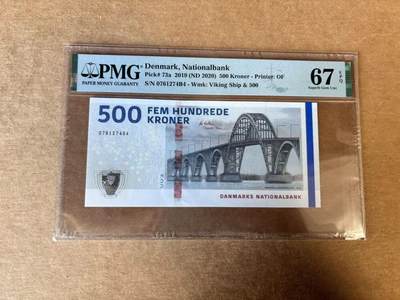 PMG
PAPER MONEY GUARANTY
Denmark, Nationalbank
Pick# 73a 2019 (ND 2020) 500 Kroner - Printer: OF
S/N 0761274B4 - Wmk: Viking Ship & 500
67 EPQ
Superb Gem Unc
500 FEM HUNDREDE
KRONER
0761274B4
DANMARKS NATIONALBANK